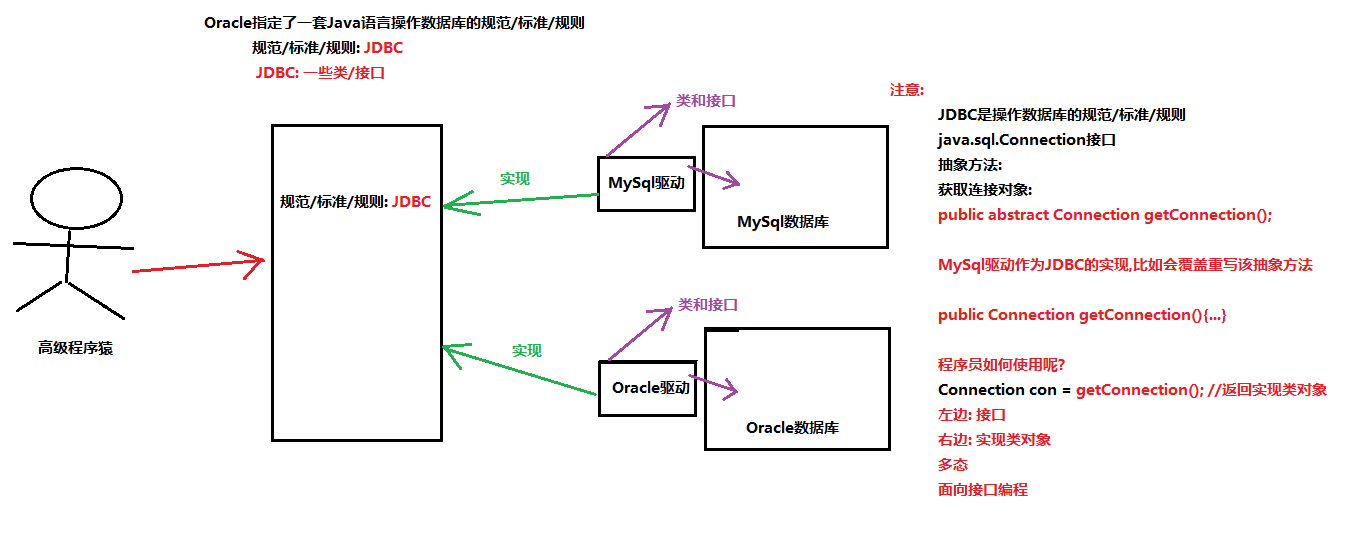 Oracle指定了一套Java语言操作数据库的规范/标准/规则
规范/标准/规则: JDBC
JDBC: 一些类/接口
规范/标准/规则: JDBC
高级程序猿
实现
实现
类和接口
MySql驱动
MySql数据库
类和接口
Oracle驱动
Oracle数据库
注意:
JDBC是操作数据库的规范/标准/规则
java.sql.Connection接口
抽象方法:
获取连接对象:
public abstract Connection getConnection();
MySql驱动作为JDBC的实现,比如会覆盖重写该抽象方法
public Connection getConnection(){...}
程序员如何使用呢?
Connection con = getConnection(); //返回实现类对象
左边: 接口
右边: 实现类对象
多态
面向接口编程